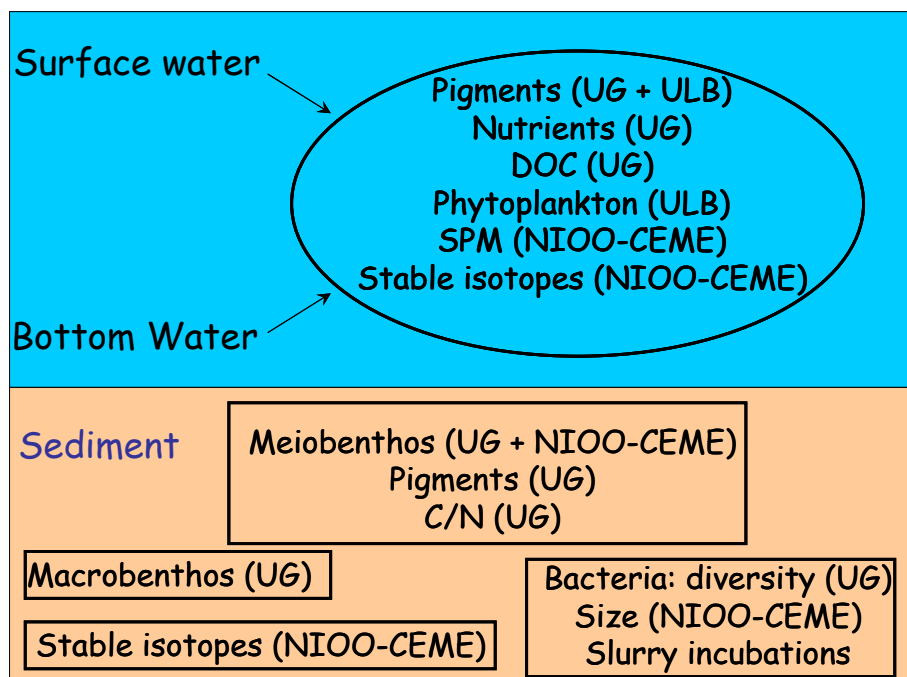 Surface water
Pigments (UG + ULB)
Nutrients (UG)
DOC (UG)
Phytoplankton (ULB)
SPM (NIOO-CEME)
Stable isotopes (NIOO-CEME)
Bottom Water
Sediment
Meiobenthos (UG + NIOO-CEME)
Pigments (UG)
C/N (UG)
Macrobenthos (UG)
Stable isotopes (NIOO-CEME)
Bacteria: diversity (UG)
Size (NIOO-CEME)
Slurry incubations